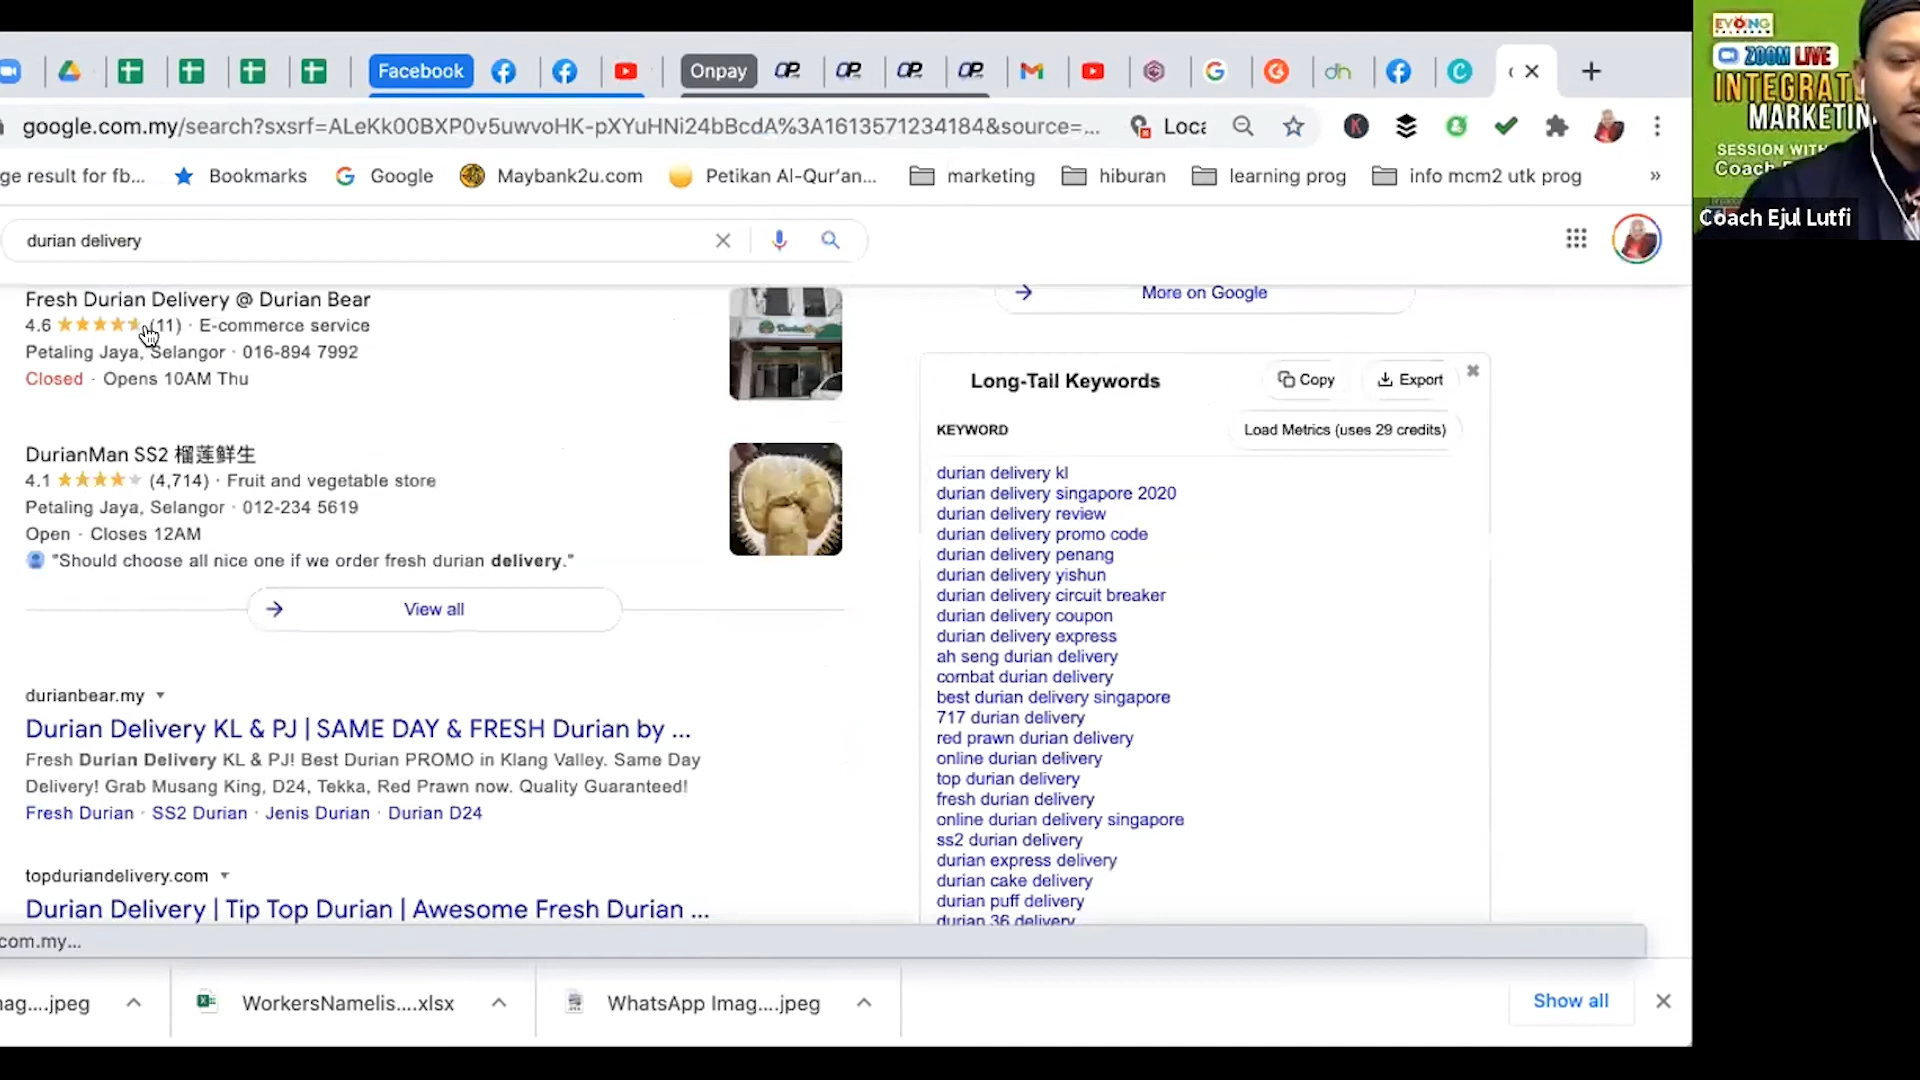 Facebook
Onpay
google.com.my/search?sxsrf=ALeKk00BXP0v5uwvoHK-pXYuHNi24bBcdA%3A1613571234184&source=...
Loca
ge result for fb...
Bookmarks
Google
Maybank2u.com
Petikan Al-Qur'an...
marketing
hiburan
learning prog
info mcm2 utk prog
»
durian delivery
Fresh Durian Delivery @ Durian Bear
4.6 (11) · E-commerce service
Petaling Jaya, Selangor · 016-894 7992
Closed · Opens 10AM Thu
DurianMan SS2 榴莲鲜生
4.1 (4,714) · Fruit and vegetable store
Petaling Jaya, Selangor · 012-234 5619
Open · Closes 12AM
"Should choose all nice one if we order fresh durian delivery."
View all
durianbear.my
Durian Delivery KL & PJ | SAME DAY & FRESH Durian by ...
Fresh Durian Delivery KL & PJ! Best Durian PROMO in Klang Valley. Same Day
Delivery! Grab Musang King, D24, Tekka, Red Prawn now. Quality Guaranteed!
Fresh Durian · SS2 Durian · Jenis Durian · Durian D24
topduriandelivery.com
Durian Delivery | Tip Top Durian | Awesome Fresh Durian ...
com.my...
More on Google
Long-Tail Keywords
Copy
Export
KEYWORD
Load Metrics (uses 29 credits)
durian delivery kl
durian delivery singapore 2020
durian delivery review
durian delivery promo code
durian delivery penang
durian delivery yishun
durian delivery circuit breaker
durian delivery coupon
durian delivery express
ah seng durian delivery
combat durian delivery
best durian delivery singapore
717 durian delivery
red prawn durian delivery
online durian delivery
top durian delivery
fresh durian delivery
online durian delivery singapore
ss2 durian delivery
durian express delivery
durian cake delivery
durian puff delivery
durian 36 delivery
ag....jpeg
WorkersNamelis....xlsx
WhatsApp Imag....jpeg
Show all
EVONG
ZOOM LIVE
INTEGRAT
MARKETIN
SESSION WITH
Coach
Coach Ejul Lutfi